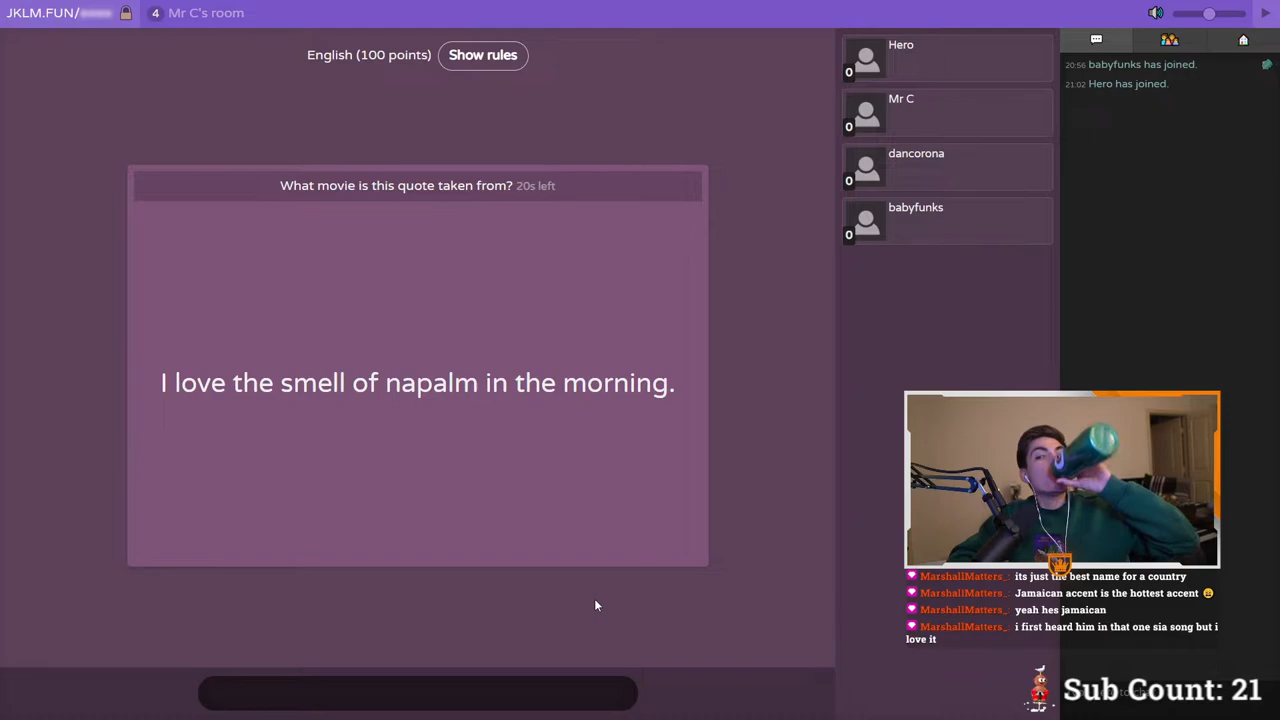 JKLM.FUN/
4 Mr C's room
English (100 points) Show rules
What movie is this quote taken from? 20s left
I love the smell of napalm in the morning.
Hero
0
Mr C
0
dancorona
0
babyfunks
0
20:56 babyfunks has joined.
21:02 Hero has joined.
MarshallMatters_: its just the best name for a country
MarshallMatters_: Jamaican accent is the hottest accent 😀
MarshallMatters_: yeah hes jamaican
MarshallMatters_: i first heard him in that one sia song but i
love it
Sub Count: 21